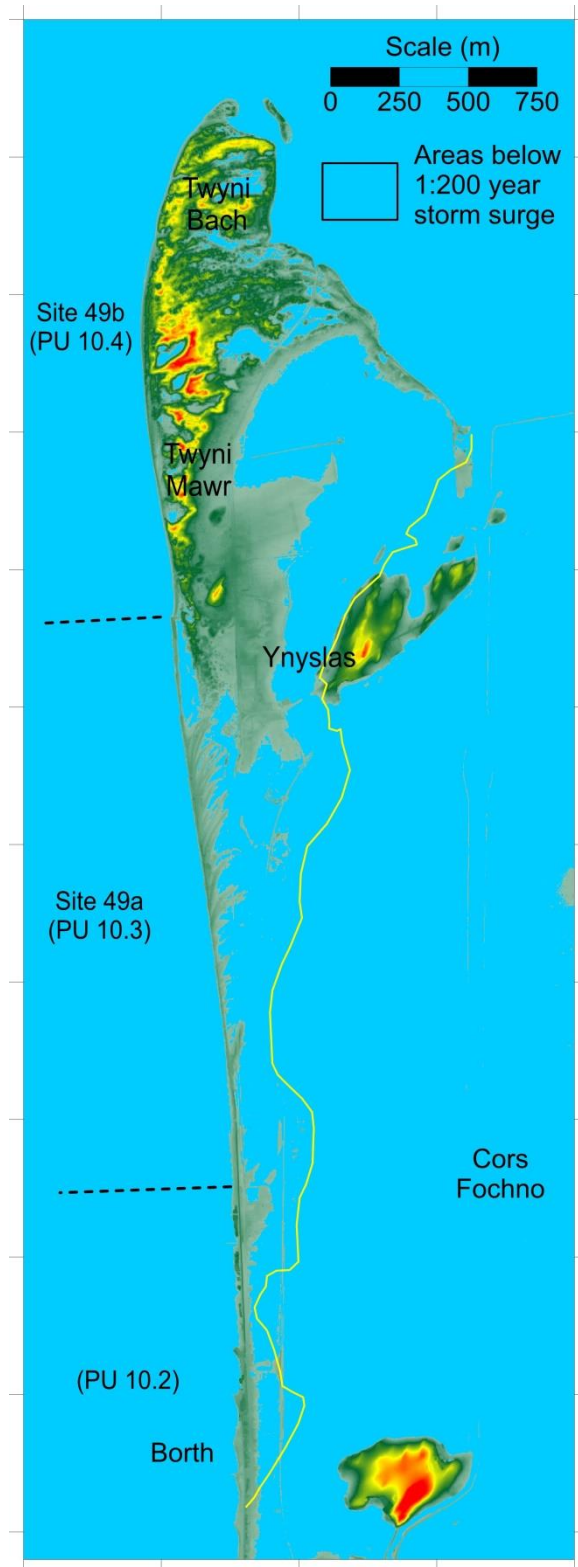 Scale (m)
0 250 500 750
Areas below
1:200 year
storm surge
Twyni
Bach
Site 49b
(PU 10.4)
Twyni
Mawr
Ynyslas
Site 49a
(PU 10.3)
Cors
Fochno
(PU 10.2)
Borth